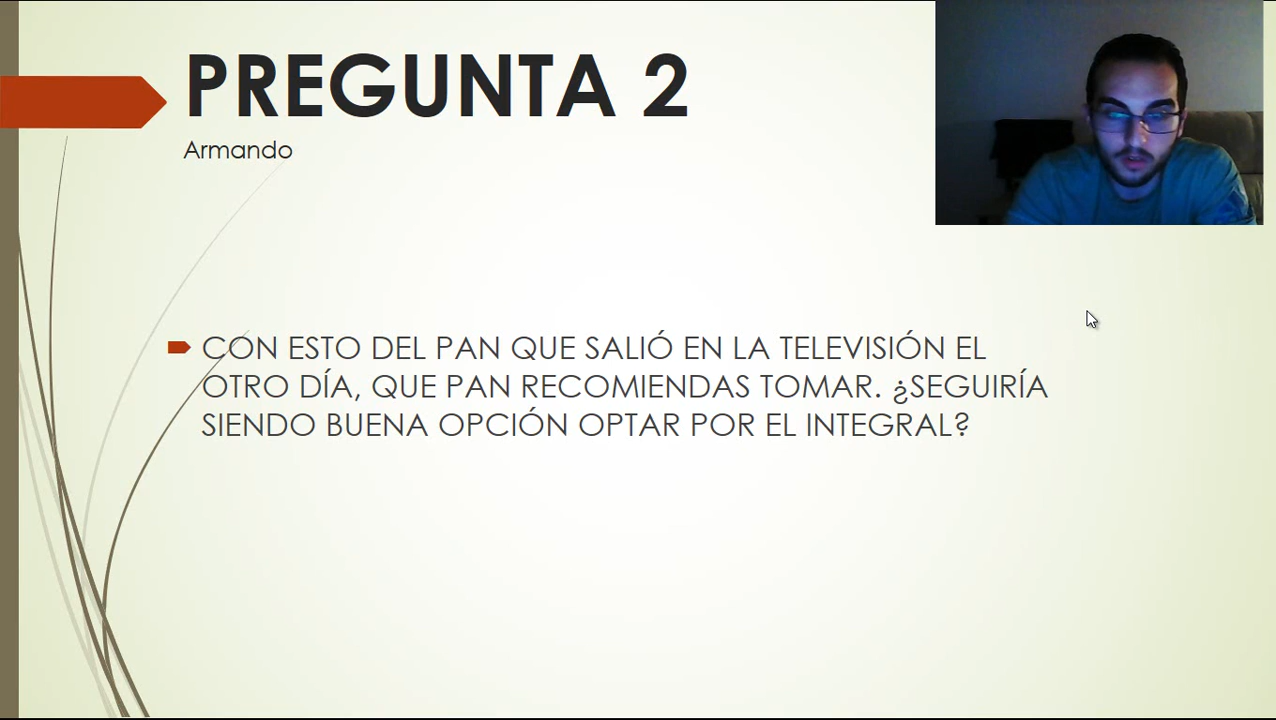 PREGUNTA 2
Armando
CON ESTO DEL PAN QUE SALIÓ EN LA TELEVISIÓN EL
OTRO DÍA, QUE PAN RECOMIENDAS TOMAR. ¿SEGUIRÍA
SIENDO BUENA OPCIÓN OPTAR POR EL INTEGRAL?